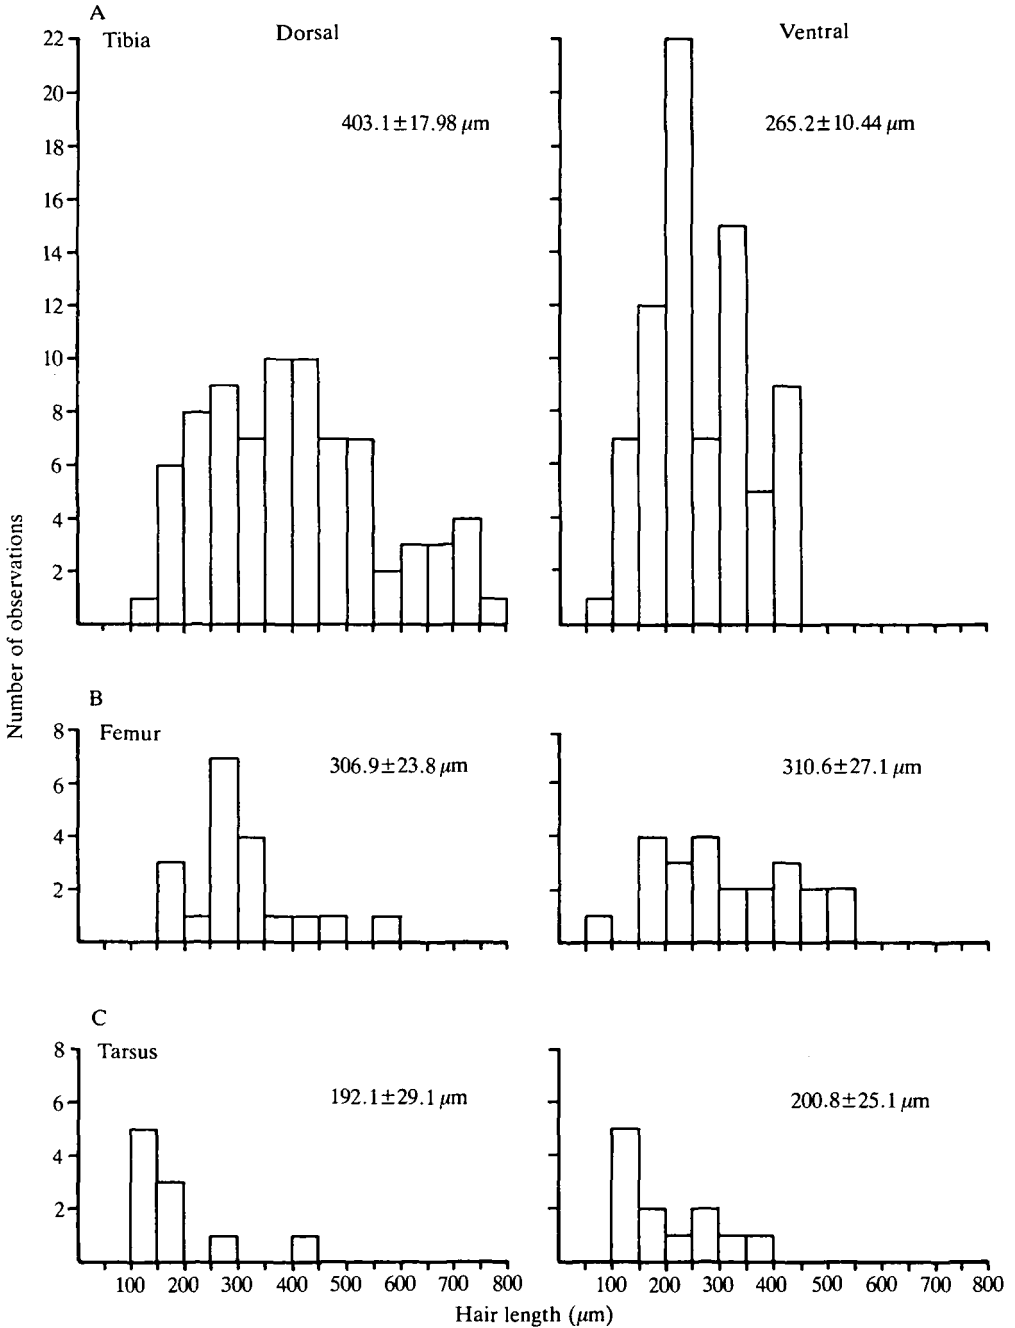 A
Tibia Dorsal Ventral
22
20
403.1±17.98 μm 265.2±10.44 μm
18
16
14
12
10
8
6
4
2
Number of observations
B
8
Femur
306.9±23.8 μm 310.6±27.1 μm
6
4
2
C
8 Tarsus
192.1±29.1 μm 200.8±25.1 μm
6
4
2
100 200 300 400 500 600 700 800 100 200 300 400 500 600 700 800
Hair length (μm)